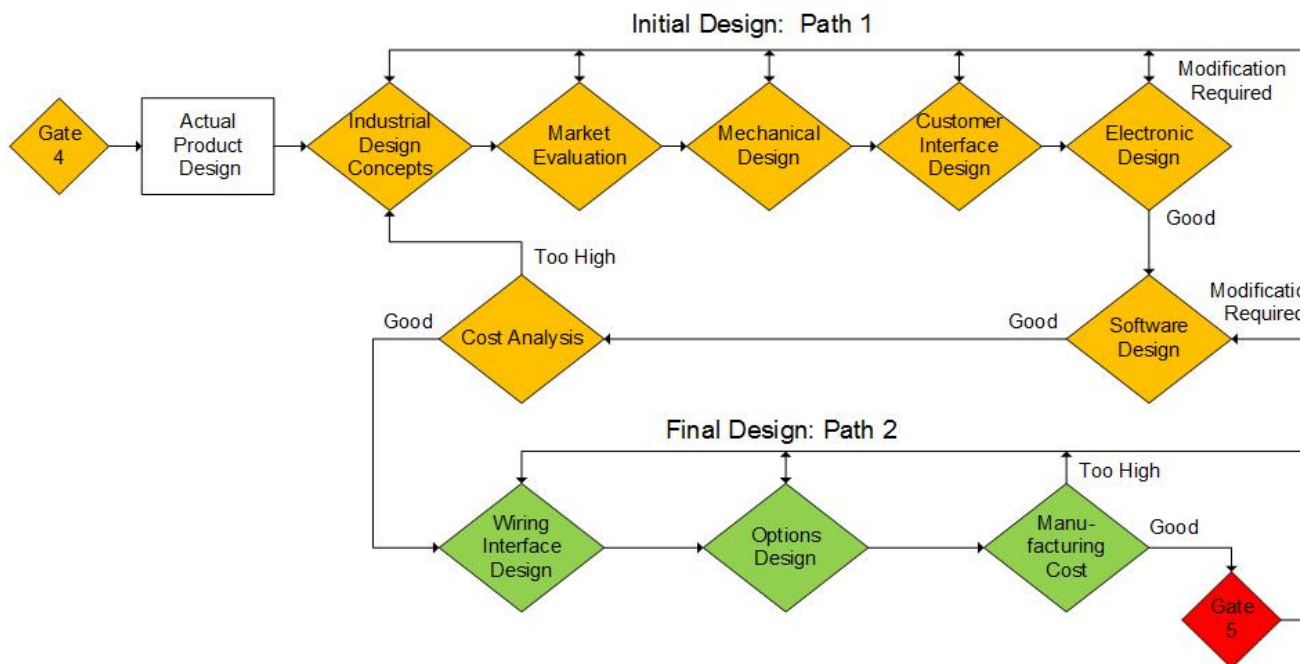 Initial Design: Path 1
Modification
Required
Gate
4
Actual
Product
Design
Industrial
Design
Concepts
Market
Evaluation
Mechanical
Design
Customer
Interface
Design
Electronic
Design
Good
Too High
Modificatio
Required
Good
Cost Analysis
Good
Software
Design
Final Design: Path 2
Too High
Wiring
Interface
Design
Options
Design
Manu-
facturing
Cost
Good
Gate
5